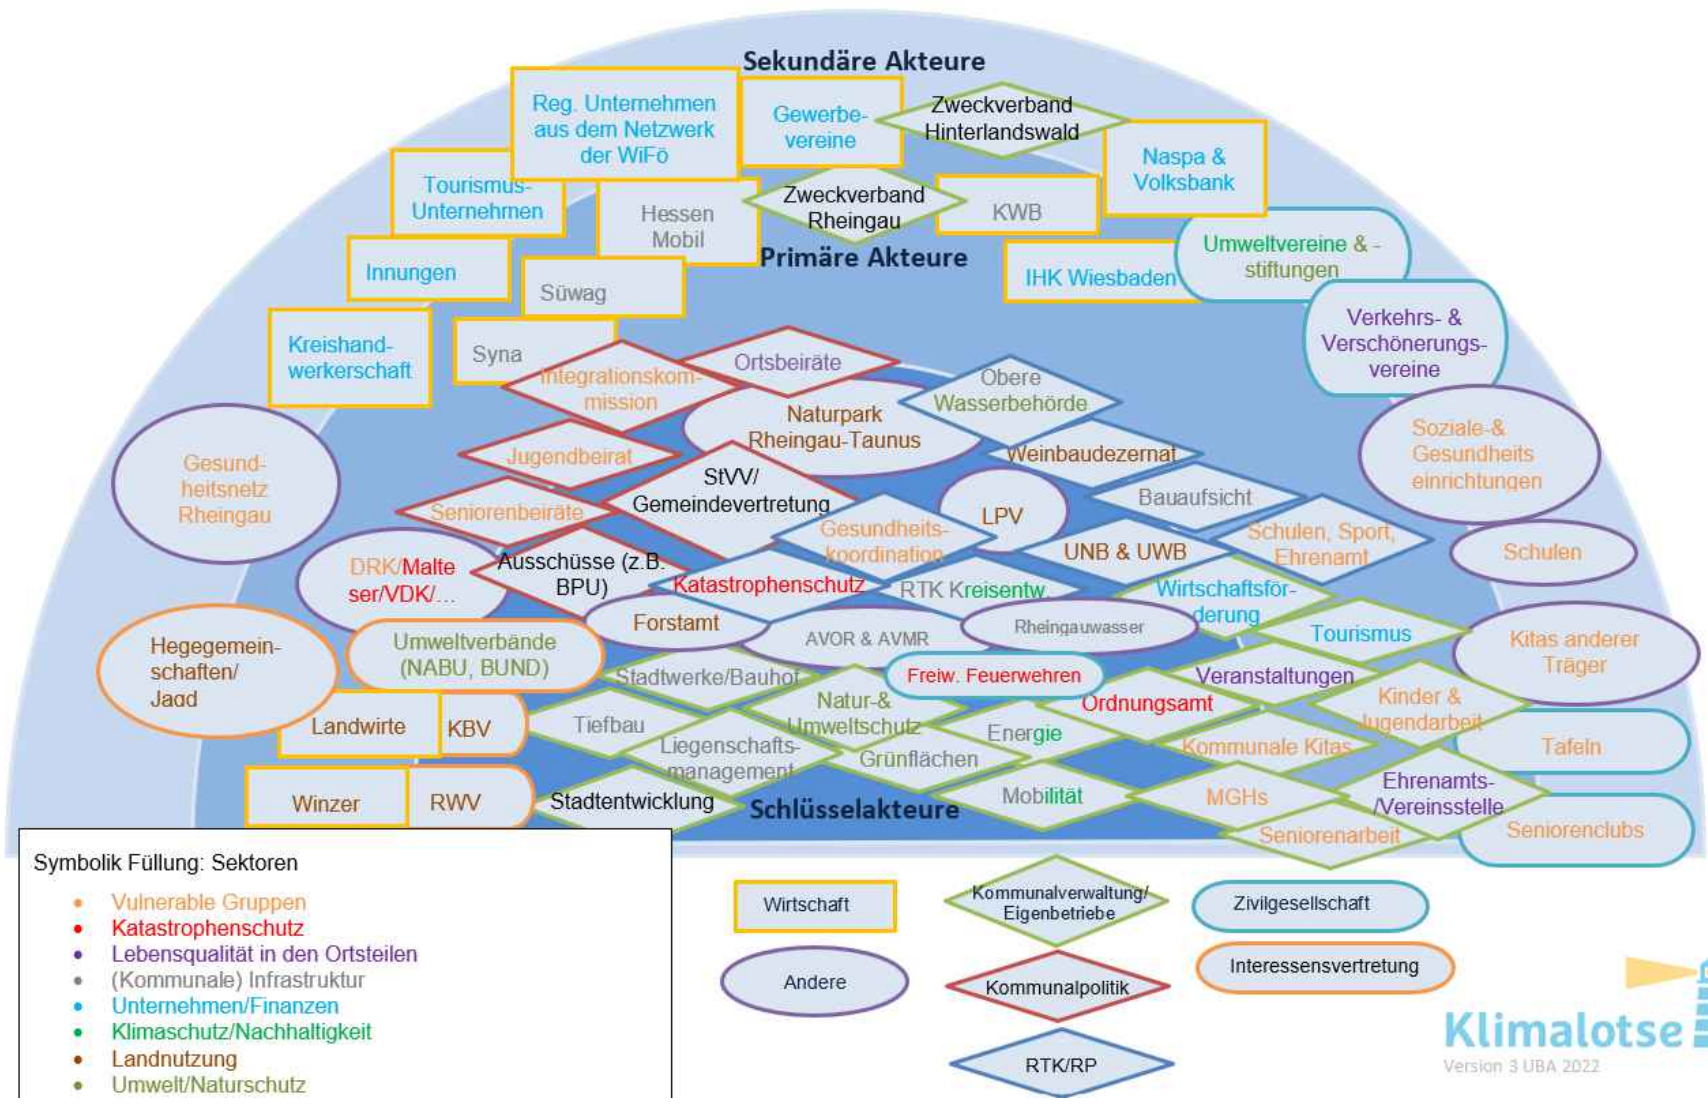 Sekundäre Akteure
Reg. Unternehmen
aus dem Netzwerk
der WiFö
Gewerbe-
vereine
Zweckverband
Hinterlandswald
Naspa &
Volksbank
Tourismus-
Unternehmen
Hessen
Mobil
Zweckverband
Rheingau
KWB
Umweltvereine & -
stiftungen
Innungen
Süwag
Primäre Akteure
IHK Wiesbaden
Kreishand-
werkerschaft
Syna
Verkehrs- &
Verschönerungs-
vereine
Integrationskom-
mission
Ortsbeiräte
Obere
Wasserbehörde
Naturpark
Rheingau-Taunus
Gesund-
heitsnetz
Rheingau
Jugendbeirat
StVV/
Gemeindevertretung
Weinbaudezernat
Soziale-&
Gesundheits
einrichtungen
Seniorenbeiräte
Gesundheits-
koordination
LPV
Bauaufsicht
Schulen, Sport,
Ehrenamt
Schulen
DRK/Malte
ser/VDK/...
Ausschüsse (z.B.
BPU)
Katastrophenschutz
RTK Kreisentw.
UNB & UWB
Wirtschaftsför-
derung
Forstamt
AVOR & AVMR
Rheingauwasser
Tourismus
Kitas anderer
Träger
Hegegemein-
schaften/
Jagd
Umweltverbände
(NABU, BUND)
Stadtwerke/Bauhof
Natur-&
Umweltschutz
Freiw. Feuerwehren
Veranstaltungen
Ordnungsamt
Kinder &
Jugendarbeit
Landwirte
KBV
Tiefbau
Liegenschafts-
management
Grünflächen
Energie
Kommunale Kitas
Tafeln
Winzer
RWV
Stadtentwicklung
Schlüsselakteure
Mobilität
MGHs
Ehrenamts-
/Vereinsstelle
Seniorenarbeit
Seniorenclubs
Symbolik Füllung: Sektoren
• Vulnerable Gruppen
• Katastrophenschutz
• Lebensqualität in den Ortsteilen
• (Kommunale) Infrastruktur
• Unternehmen/Finanzen
• Klimaschutz/Nachhaltigkeit
• Landnutzung
• Umwelt/Naturschutz
Wirtschaft
Kommunalverwaltung/
Eigenbetriebe
Zivilgesellschaft
Andere
Kommunalpolitik
Interessensvertretung
RTK/RP
Klimalotse
Version 3 UBA 2022